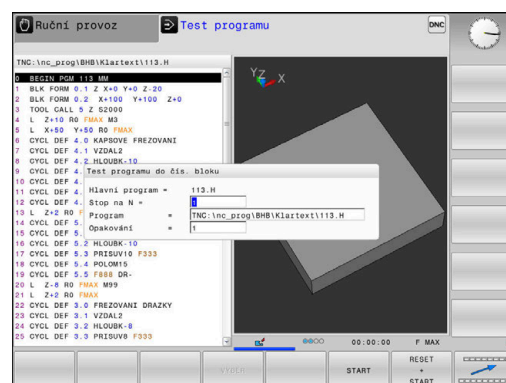 Ruční provoz
Test programu
DNC
TNC:\nc_prog\BHB\Klartext\113.H
0 BEGIN PGM 113 MM
1 BLK FORM 0.1 Z X+0 Y+0 Z-20
2 BLK FORM 0.2 X+100 Y+100 Z+0
3 TOOL CALL 5 Z S2000
4 L Z+10 R0 FMAX M3
5 L X+50 Y+50 R0 FMAX
6 CYCL DEF 4.0 KAPSOVE FREZOVANI
7 CYCL DEF 4.1 VZDAL2
8 CYCL DEF 4.2 HLOUBK-10
9 CYCL DEF 4.
10 CYCL DEF 4.
11 CYCL DEF 4.
12 CYCL DEF 4.
13 L Z+2 R0 F
14 CYCL DEF 5.
15 CYCL DEF 5.
16 CYCL DEF 5.2 HLOUBK-10
17 CYCL DEF 5.3 PRISUV10 F333
18 CYCL DEF 5.4 POLOM15
19 CYCL DEF 5.5 F888 DR-
20 L Z-8 R0 FMAX M99
21 L Z+2 R0 FMAX
22 CYCL DEF 3.0 FREZOVANI DRAZKY
23 CYCL DEF 3.1 VZDAL2
24 CYCL DEF 3.2 HLOUBK-8
25 CYCL DEF 3.3 PRISUV8 F333
Test programu do čís. bloku
Hlavní program = 113.H
Stop na N =
Program = TNC:\nc_prog\BHB\Klartext\113.H
Opakování = 1
Y Z X
00:00:00 F MAX
START
RESET
+
START